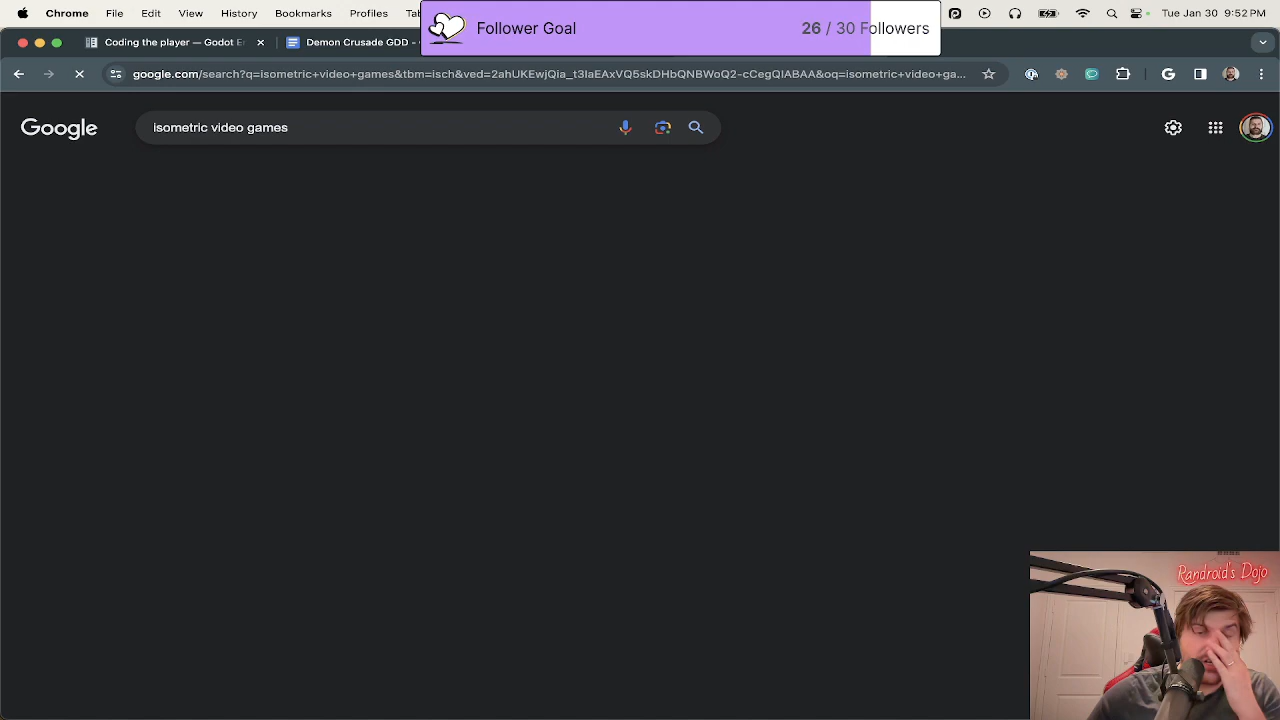 Chrome File Edit View History Bookmarks Profiles Ta
Follower Goal 26 / 30 Followers
Tue Jan 30 9:52 PM
Coding the player — Godot E
Demon Crusade GDD -
google.com/search?q=isometric+video+games&tbm=isch&ved=2ahUKEwjQia_t3IaEAxVQ5skDHbQNBWoQ2-cCegQIABAA&oq=isometric+video+ga...
Google
isometric video games
Randroid's Dojo